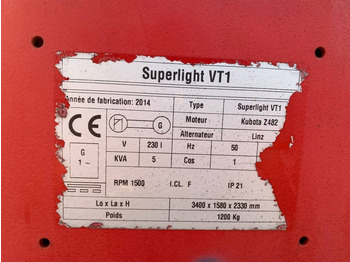 Superlight VT1
nnée de fabrication: 2014 Type Superlight VT1
Moteur Kubota Z482
CE G Alternateur Linz
G 1~ V 230 Hz 50
KVA 5 Cos 1
RPM 1500 I.CL. F IP 21
Lo x La x H 3400 x 1580 x 2330 mm
Poids 1200 Kg